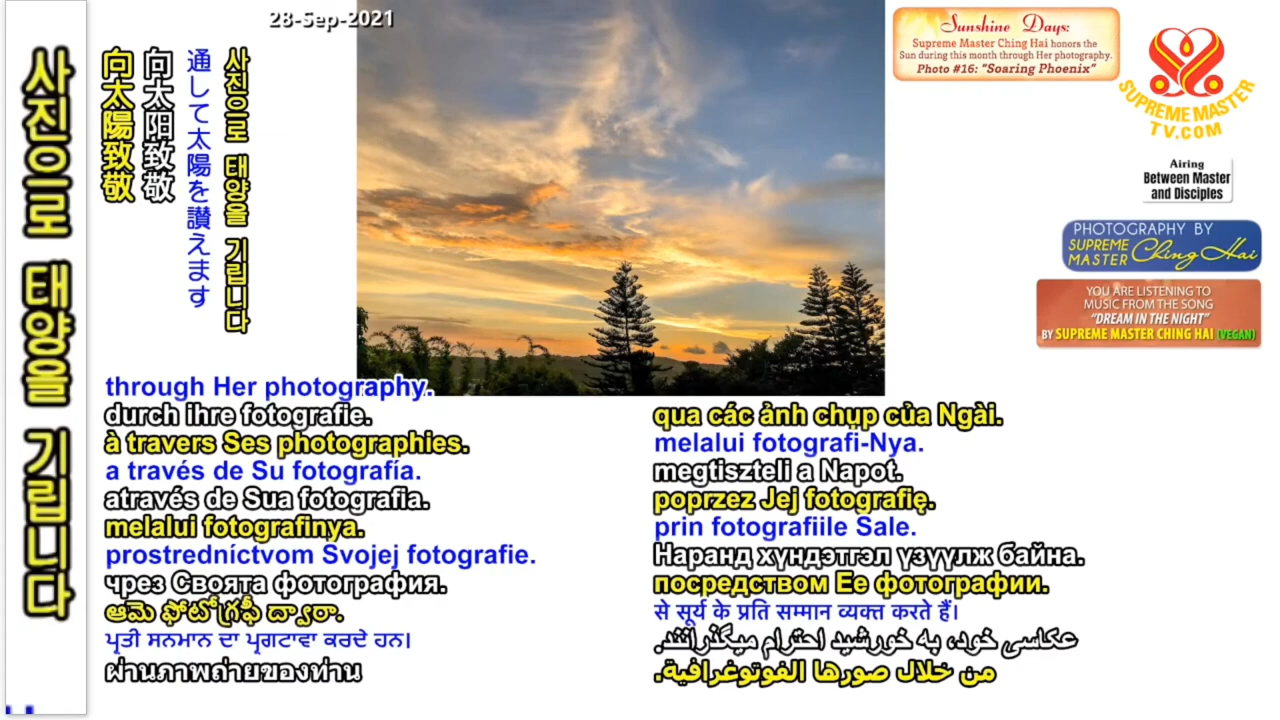 28-Sep-2021
사진으로 태양을 기립니다
向太陽致敬
向太阳致敬
通して太陽を讃えます
사진으로 태양을 기립니다
Sunshine Days:
Supreme Master Ching Hai honors the
Sun during this month through Her photography.
Photo #16: “Soaring Phoenix”
SUPREME MASTER
TV.COM
Airing
Between Master
and Disciples
PHOTOGRAPHY BY
SUPREME
MASTER Ching Hai
YOU ARE LISTENING TO
MUSIC FROM THE SONG
“DREAM IN THE NIGHT”
BY SUPREME MASTER CHING HAI (VEGAN)
through Her photography.
durch ihre fotografie.
à travers Ses photographies.
a través de Su fotografía.
através de Sua fotografia.
melalui fotografinya.
prostredníctvom Svojej fotografie.
чрез Своята фотография.
ఆమె ఫోటోగ్రఫీ ద్వారా.
ਪ੍ਰਤੀ ਸਨਮਾਨ ਦਾ ਪ੍ਰਗਟਾਵਾ ਕਰਦੇ ਹਨ।
ผ่านภาพถ่ายของท่าน
qua các ảnh chụp của Ngài.
melalui fotografi-Nya.
megtiszteli a Napot.
poprzez Jej fotografię.
prin fotografiile Sale.
Наранд хүндэтгэл үзүүлж байна.
посредством Ее фотографии.
से सूर्य के प्रति सम्मान व्यक्त करते हैं।
عکاسی خود، به خورشید احترام میگذرانند.
من خلال صورها الفوتوغرافية.